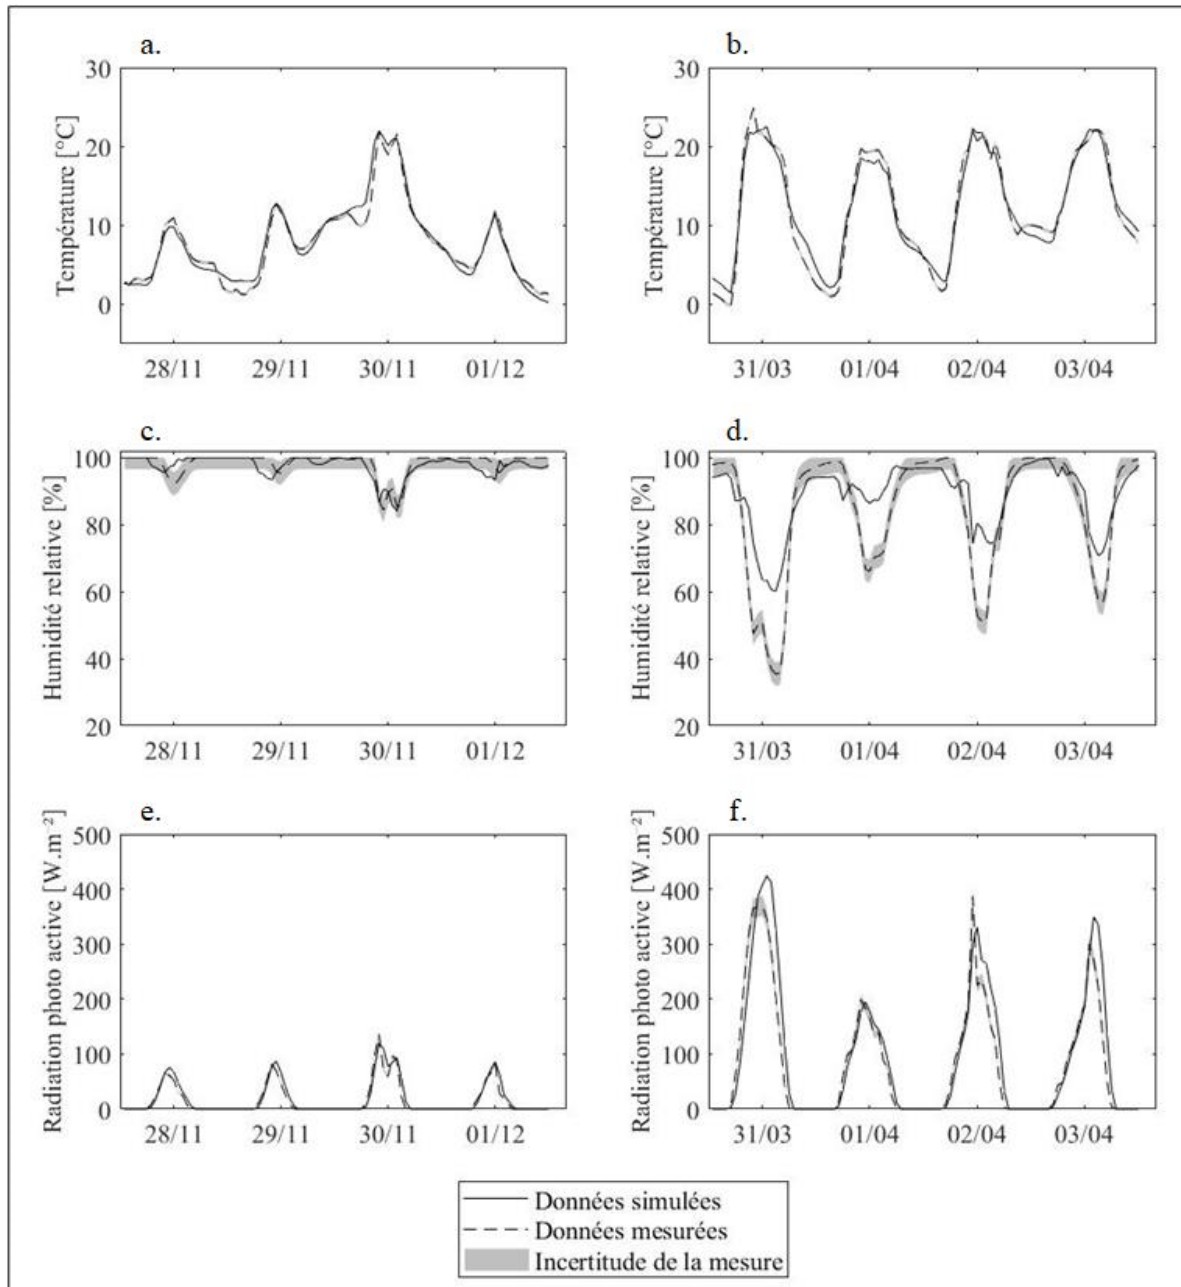 a.
b.
Température [°C]
30
20
10
0
28/11 29/11 30/11 01/12
Température [°C]
30
20
10
0
31/03 01/04 02/04 03/04
c.
d.
Humidité relative [%]
100
80
60
40
20
28/11 29/11 30/11 01/12
Humidité relative [%]
100
80
60
40
20
31/03 01/04 02/04 03/04
e.
f.
Radiation photo active [W.m⁻²]
500
400
300
200
100
0
28/11 29/11 30/11 01/12
Radiation photo active [W.m⁻²]
500
400
300
200
100
0
31/03 01/04 02/04 03/04
Données simulées
Données mesurées
Incertitude de la mesure